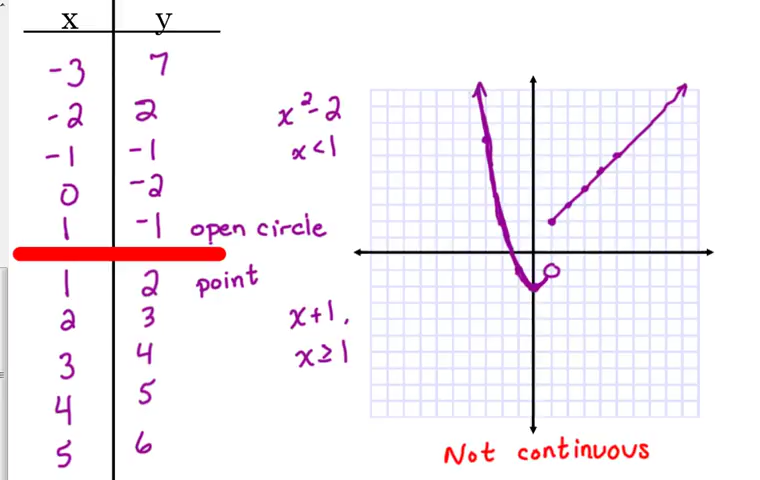 x y
-3 7
-2 2
-1 -1
0 -2
1 -1 open circle
1 2 point
2 3
3 4
4 5
5 6
x²-2
x<1
x+1,
x≥1
Not continuous